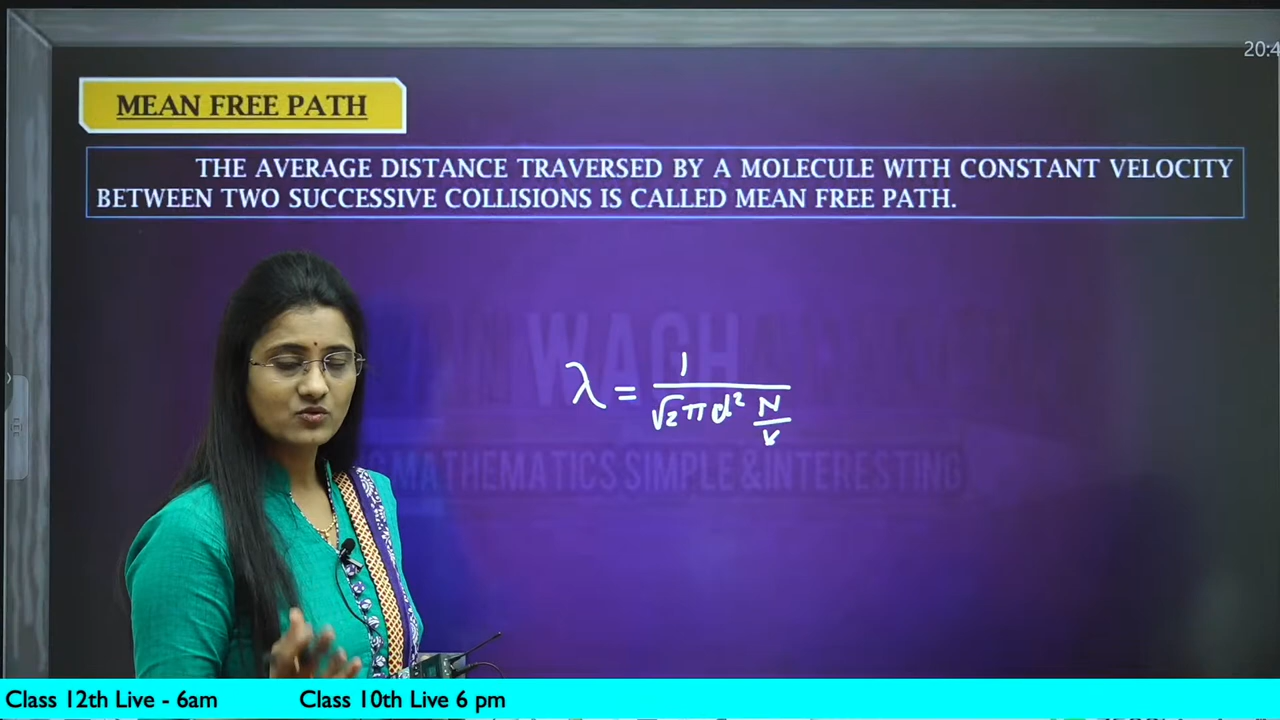 20:4
MEAN FREE PATH
THE AVERAGE DISTANCE TRAVERSED BY A MOLECULE WITH CONSTANT VELOCITY
BETWEEN TWO SUCCESSIVE COLLISIONS IS CALLED MEAN FREE PATH.
WAGH
λ = 1 / √2 π d² N/V
MATHEMATICS SIMPLE & INTERESTING
Class 12th Live - 6am Class 10th Live 6 pm